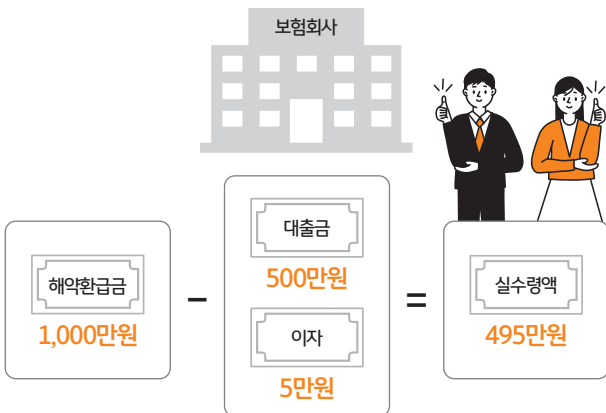 보험회사
해약환급금
1,000만원
-
대출금
500만원
이자
5만원
=
실수령액
495만원